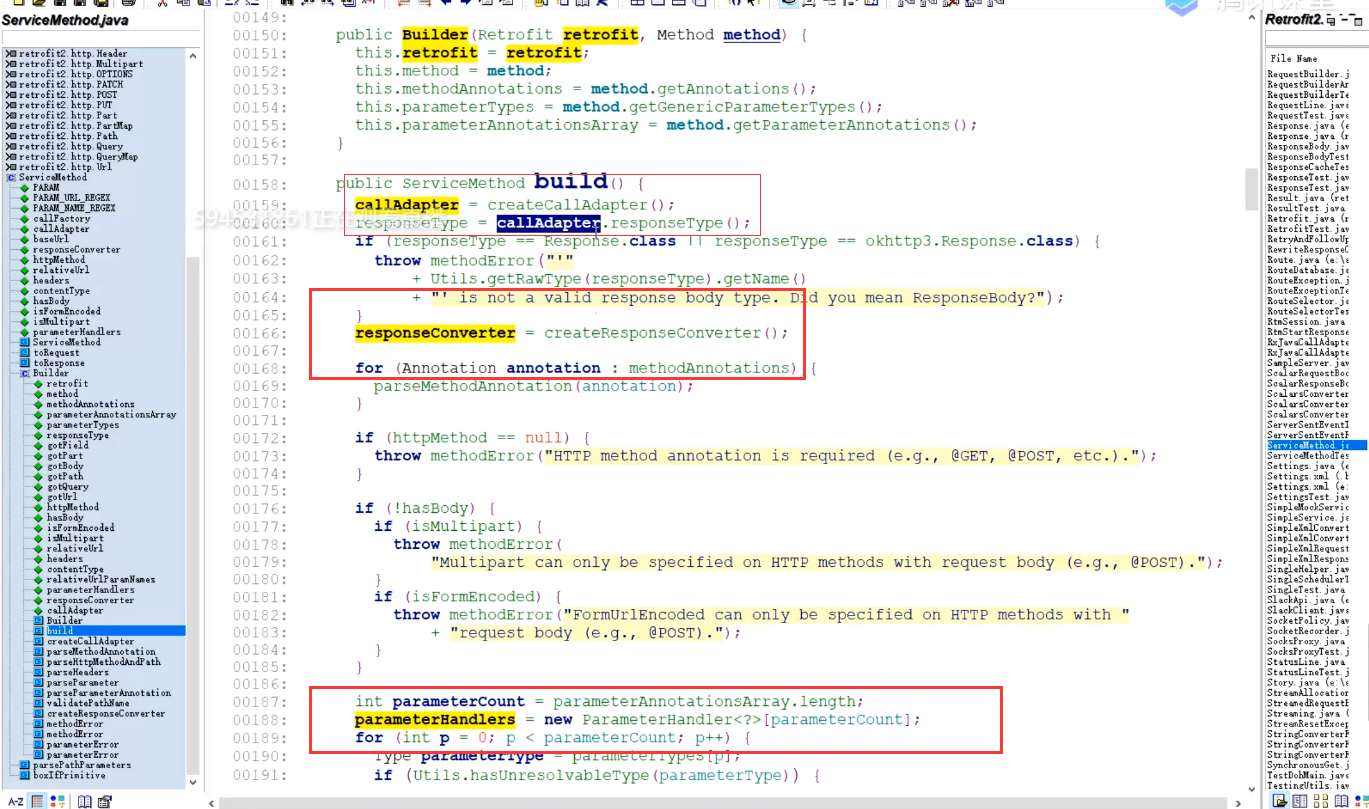 ServiceMethod.java
retrofit2.http.Header
retrofit2.http.Multipart
retrofit2.http.OPTIONS
retrofit2.http.PATCH
retrofit2.http.POST
retrofit2.http.PUT
retrofit2.http.Part
retrofit2.http.PartMap
retrofit2.http.Path
retrofit2.http.Query
retrofit2.http.QueryMap
retrofit2.http.Url
ServiceMethod
PARAM
PARAM_URL_REGEX
PARAM_NAME_REGEX
callFactory
callAdapter
baseUrl
responseConverter
httpMethod
relativeUrl
headers
contentType
hasBody
isFormEncoded
isMultipart
parameterHandlers
ServiceMethod
toRequest
toResponse
Builder
retrofit
method
methodAnnotations
parameterAnnotationsArray
parameterTypes
responseType
gotField
gotPart
gotBody
gotPath
gotQuery
gotUrl
httpMethod
hasBody
isFormEncoded
isMultipart
relativeUrl
headers
contentType
relativeUrlParamNames
parameterHandlers
responseConverter
callAdapter
Builder
build
createCallAdapter
parseMethodAnnotation
parseHttpMethodAndPath
parseHeaders
parseParameter
parseParameterAnnotation
validatePathName
createResponseConverter
methodError
methodError
parameterError
parameterError
parsePathParameters
boxIfPrimitive
A-Z
00149:
00150: public Builder(Retrofit retrofit, Method method) {
00151: this.retrofit = retrofit;
00152: this.method = method;
00153: this.methodAnnotations = method.getAnnotations();
00154: this.parameterTypes = method.getGenericParameterTypes();
00155: this.parameterAnnotationsArray = method.getParameterAnnotations();
00156: }
00157:
00158: public ServiceMethod build() {
00159: callAdapter = createCallAdapter();
00160: responseType = callAdapter.responseType();
00161: if (responseType == Response.class || responseType == okhttp3.Response.class) {
00162: throw methodError("'"
00163: + Utils.getRawType(responseType).getName()
00164: + "' is not a valid response body type. Did you mean ResponseBody?");
00165: }
00166: responseConverter = createResponseConverter();
00167:
00168: for (Annotation annotation : methodAnnotations) {
00169: parseMethodAnnotation(annotation);
00170: }
00171:
00172: if (httpMethod == null) {
00173: throw methodError("HTTP method annotation is required (e.g., @GET, @POST, etc.).");
00174: }
00175:
00176: if (!hasBody) {
00177: if (isMultipart) {
00178: throw methodError(
00179: "Multipart can only be specified on HTTP methods with request body (e.g., @POST).");
00180: }
00181: if (isFormEncoded) {
00182: throw methodError("FormUrlEncoded can only be specified on HTTP methods with "
00183: + "request body (e.g., @POST).");
00184: }
00185: }
00186:
00187: int parameterCount = parameterAnnotationsArray.length;
00188: parameterHandlers = new ParameterHandler<?>[parameterCount];
00189: for (int p = 0; p < parameterCount; p++) {
00190: Type parameterType = parameterTypes[p];
00191: if (Utils.hasUnresolvableType(parameterType)) {
Retrofit2.
File Name
RequestBuilder.j
RequestBuilderAr
RequestBuilderTe
RequestLine.java
RequestTest.java
Response.java (e
Response.java (r
ResponseBody.jav
ResponseBodyTest
ResponseCacheTes
ResponseTest.jav
ResponseTest.jav
Result.java (ret
ResultTest.java
Retrofit.java (r
RetrofitTest.jav
RetryAndFollowUp
RewriteResponseC
Route.java (e:\s
RouteDatabase.js
RouteException.j
RouteExceptionTe
RouteSelector.jav
RouteSelectorTes
RtmSession.java
RtmStartResponse
RxJavaCallAdapte
RxJavaCallAdapte
SampleServer.jav
ScalarRequestBoc
ScalarResponseBc
ScalarsConverter
ScalarsConverter
ScalarsConverter
ServerSentEventI
ServerSentEventF
ServiceMethod.ja
ServiceMethodTes
Settings.java (e
Settings.xml (.b
Settings.xml (e:
SettingsTest.jav
SimpleMockServic
SimpleService.ja
SimpleXmlConvert
SimpleXmlConvert
SimpleXmlRequest
SimpleXmlRespons
SingleHelper.jav
SingleSchedulerT
SingleTest.java
SlackApi.java (e
SlackClient.java
SocketPolicy.jav
SocketRecorder.j
SocksProxy.java
SocksProxyTest.j
StatusLine.java
StatusLineTest.j
Story.java (e:\s
StreamAllocation
StreamedRequestB
Streaming.java (
StreamResetExcep
StringConverterF
StringConverterF
StringConverterF
SynchronousGet.j
TestDohMain.java
TestingUtils.jav